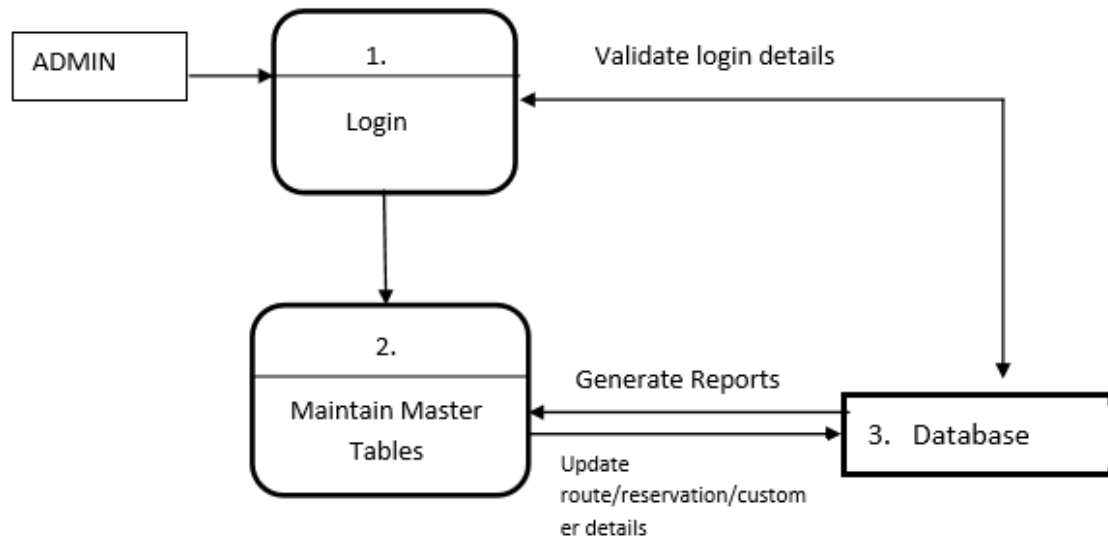 ADMIN
1.
Login
Validate login details
2.
Maintain Master
Tables
Generate Reports
3. Database
Update
route/reservation/custom
er details